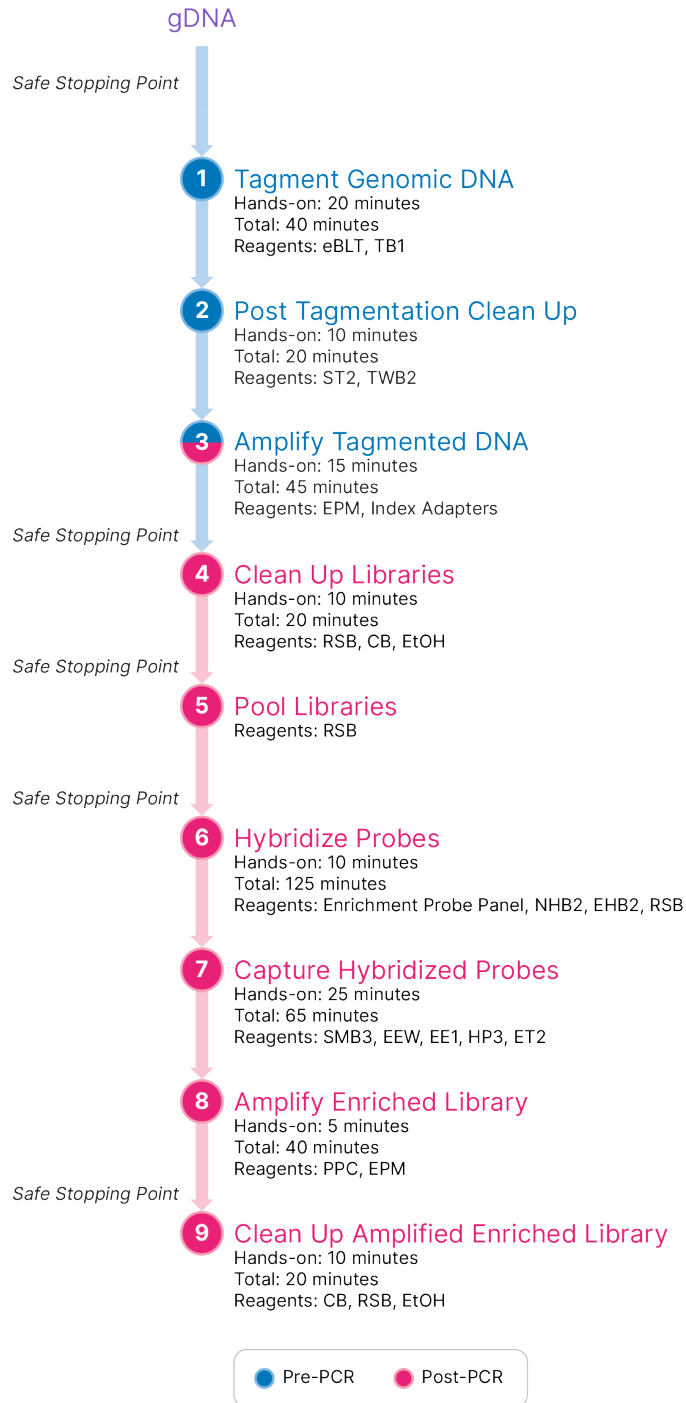 gDNA
Safe Stopping Point
1 Tagment Genomic DNA
Hands-on: 20 minutes
Total: 40 minutes
Reagents: eBLT, TB1
2 Post Tagmentation Clean Up
Hands-on: 10 minutes
Total: 20 minutes
Reagents: ST2, TWB2
3 Amplify Tagmented DNA
Hands-on: 15 minutes
Total: 45 minutes
Reagents: EPM, Index Adapters
Safe Stopping Point
4 Clean Up Libraries
Hands-on: 10 minutes
Total: 20 minutes
Reagents: RSB, CB, EtOH
Safe Stopping Point
5 Pool Libraries
Reagents: RSB
Safe Stopping Point
6 Hybridize Probes
Hands-on: 10 minutes
Total: 125 minutes
Reagents: Enrichment Probe Panel, NHB2, EHB2, RSB
7 Capture Hybridized Probes
Hands-on: 25 minutes
Total: 65 minutes
Reagents: SMB3, EEW, EE1, HP3, ET2
8 Amplify Enriched Library
Hands-on: 5 minutes
Total: 40 minutes
Reagents: PPC, EPM
Safe Stopping Point
9 Clean Up Amplified Enriched Library
Hands-on: 10 minutes
Total: 20 minutes
Reagents: CB, RSB, EtOH
Pre-PCR Post-PCR